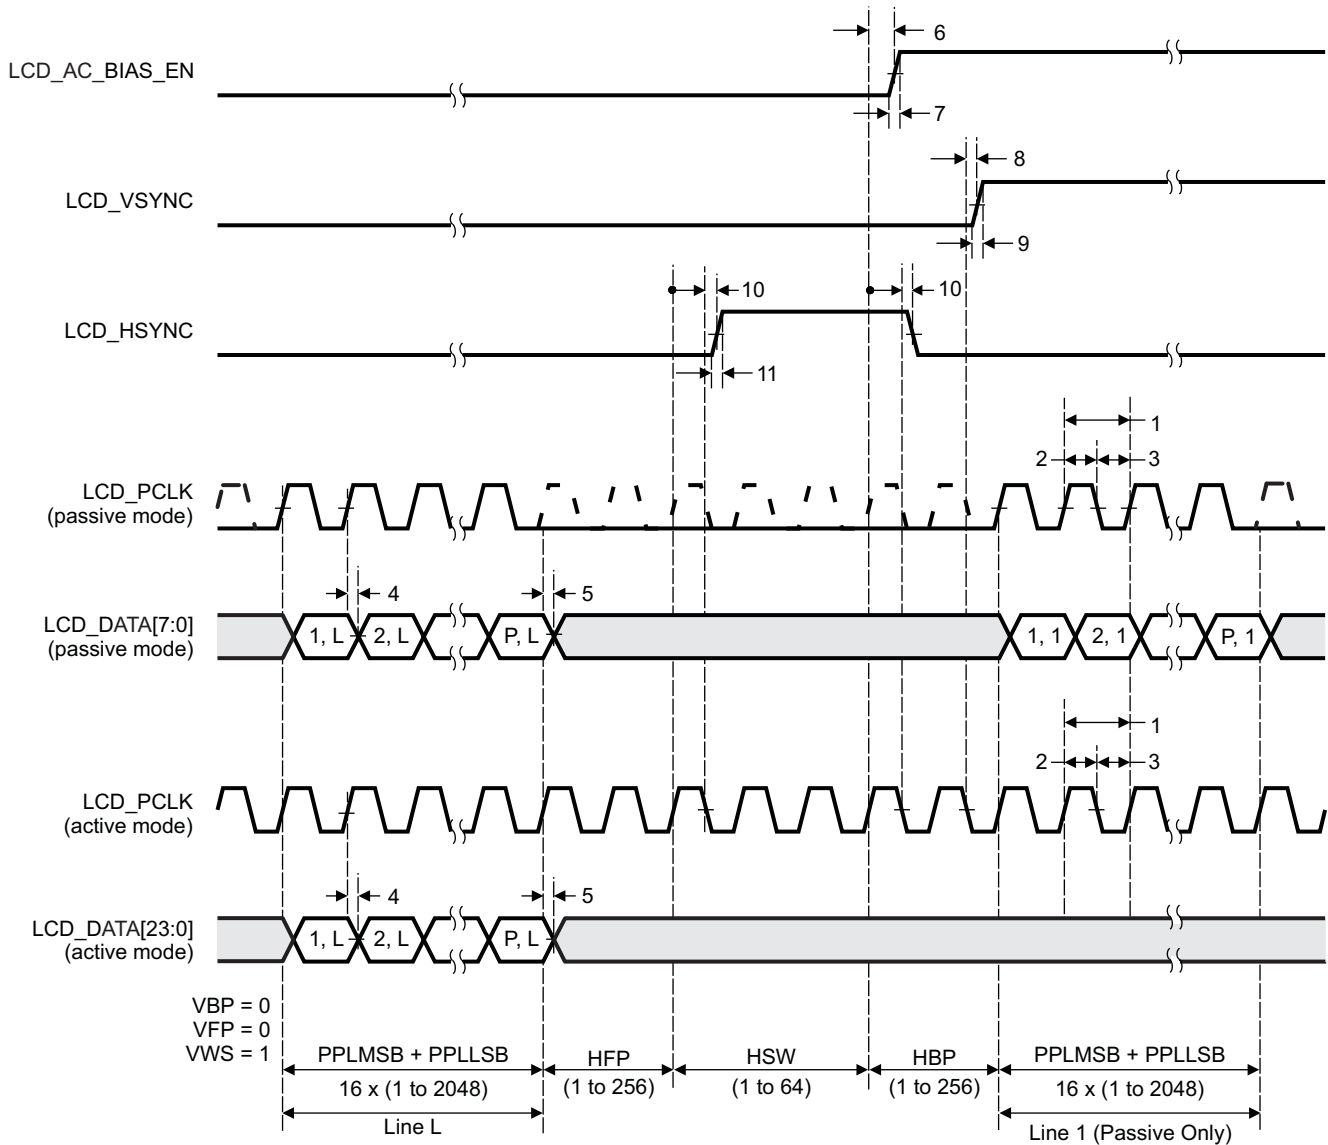 6
LCD_AC_BIAS_EN
7
8
LCD_VSYNC
9
10 10
LCD_HSYNC
11
1
2 3
LCD_PCLK
(passive mode)
4 5
LCD_DATA[7:0]
(passive mode)
1, L 2, L P, L 1, 1 2, 1 P, 1
1
2 3
LCD_PCLK
(active mode)
4 5
LCD_DATA[23:0]
(active mode)
1, L 2, L P, L
VBP = 0
VFP = 0
VWS = 1
PPLMSB + PPLLSB
16 x (1 to 2048)
Line L
HFP
(1 to 256)
HSW
(1 to 64)
HBP
(1 to 256)
PPLMSB + PPLLSB
16 x (1 to 2048)
Line 1 (Passive Only)